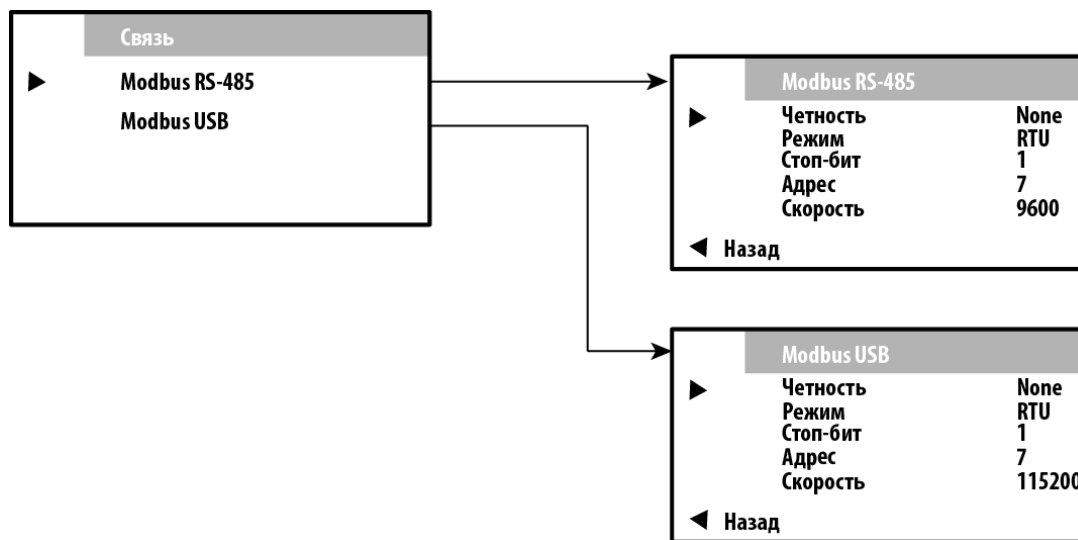 Связь
Modbus RS-485
Modbus USB
Modbus RS-485
Четность None
Режим RTU
Стоп-бит 1
Адрес 7
Скорость 9600
Назад
Modbus USB
Четность None
Режим RTU
Стоп-бит 1
Адрес 7
Скорость 115200
Назад